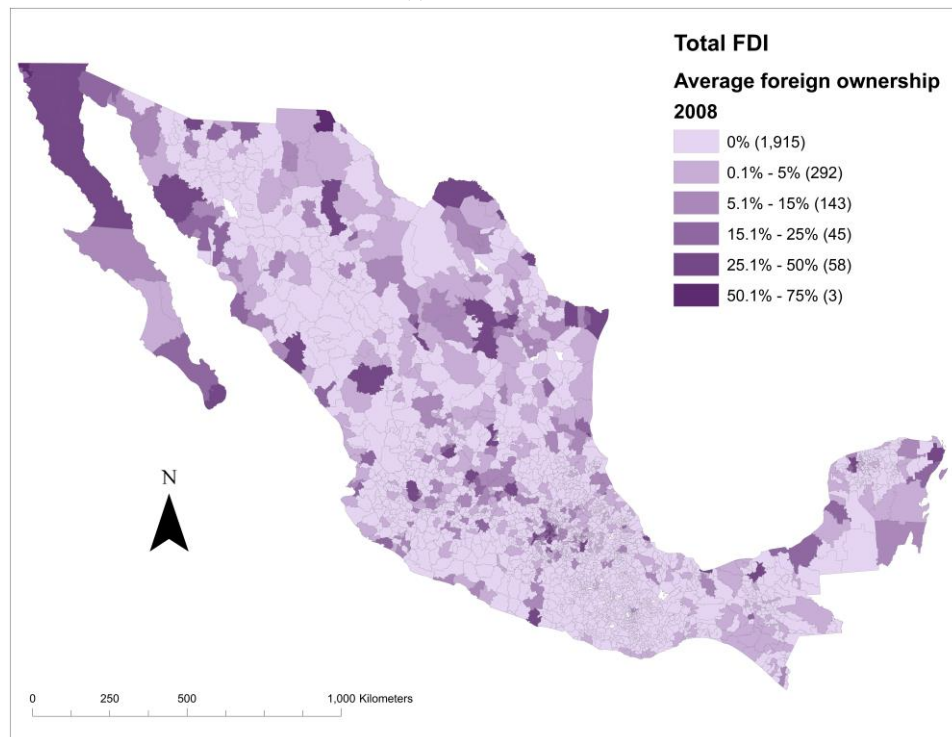 Total FDI
Average foreign ownership
2008
0% (1,915)
0.1% - 5% (292)
5.1% - 15% (143)
15.1% - 25% (45)
25.1% - 50% (58)
50.1% - 75% (3)
N
0 250 500 1,000 Kilometers